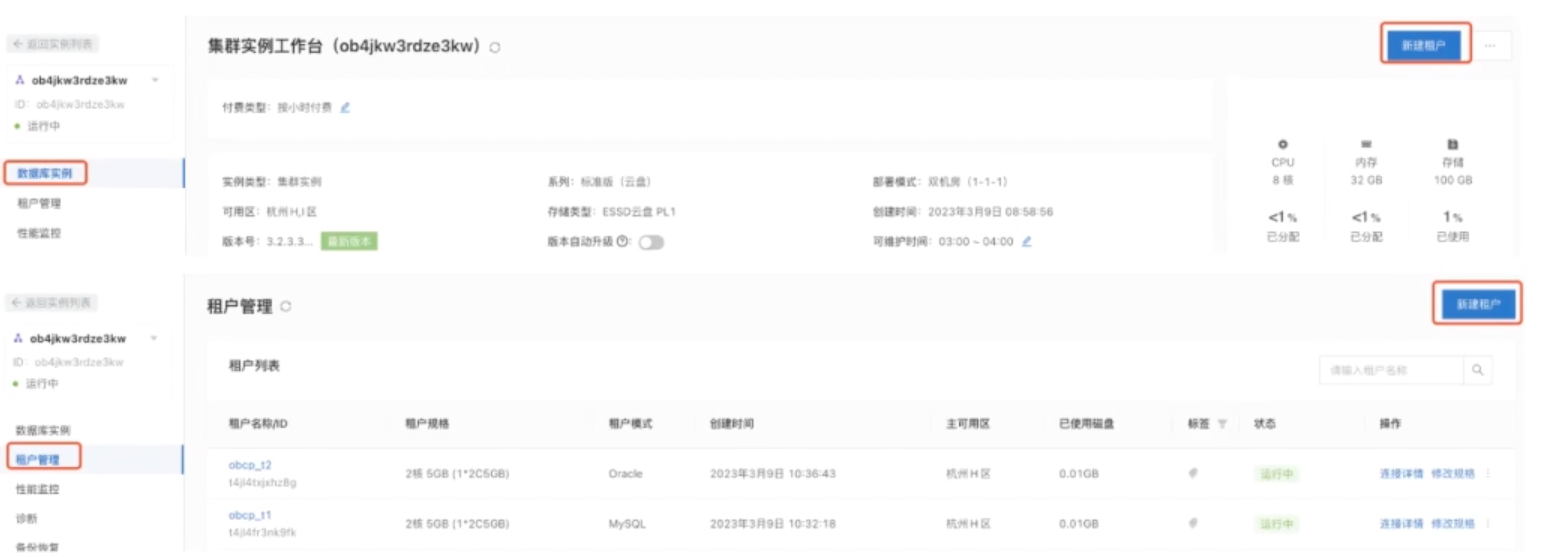 ← 返回实例列表
集群实例工作台（ob4jkw3rdze3kw）
新建租户
...
ob4jkw3rdze3kw
ID: ob4jkw3rdze3kw
运行中
数据库实例
租户管理
性能监控
付费类型：按小时付费
实例类型：集群实例
系列：标准版（云盘）
部署模式：双机房（1-1-1）
可用区：杭州H,I区
存储类型：ESSD云盘 PL1
创建时间：2023年3月9日 08:58:56
版本号：3.2.3.3... 最新版本
版本自动升级
可维护时间：03:00 ~ 04:00
CPU 内存 存储
8 核 32 GB 100 GB
<1% <1% 1%
已分配 已分配 已使用
← 返回实例列表
租户管理
新建租户
ob4jkw3rdze3kw
ID: ob4jkw3rdze3kw
运行中
数据库实例
租户管理
性能监控
诊断
备份恢复
租户列表
请输入租户名称
租户名称/ID 租户规格 租户模式 创建时间 主可用区 已使用磁盘 标签 状态 操作
obcp_t2 2核 5GB (1*2C5GB) Oracle 2023年3月9日 10:36:43 杭州H区 0.01GB 运行中 连接详情 修改规格
t4jl4txjxhz8g
obcp_t1 2核 5GB (1*2C5GB) MySQL 2023年3月9日 10:32:18 杭州H区 0.01GB 运行中 连接详情 修改规格
t4jl4fr3nk9fk